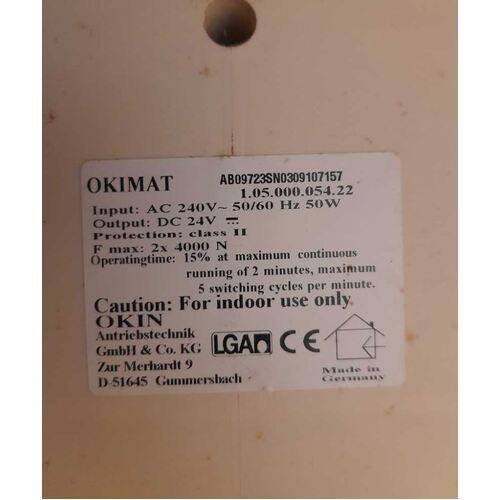 OKIMAT AB09723SN0309107157
1.05.000.054.22
Input: AC 240V~ 50/60 Hz 50W
Output: DC 24V ⎓
Protection: class II
F max: 2x 4000 N
Operatingtime: 15% at maximum continuous
running of 2 minutes, maximum
5 switching cycles per minute.
Caution: For indoor use only
OKIN
Antriebstechnik
GmbH & Co. KG
Zur Merhardt 9
D-51645 Gummersbach
LGA CE
Made in
Germany